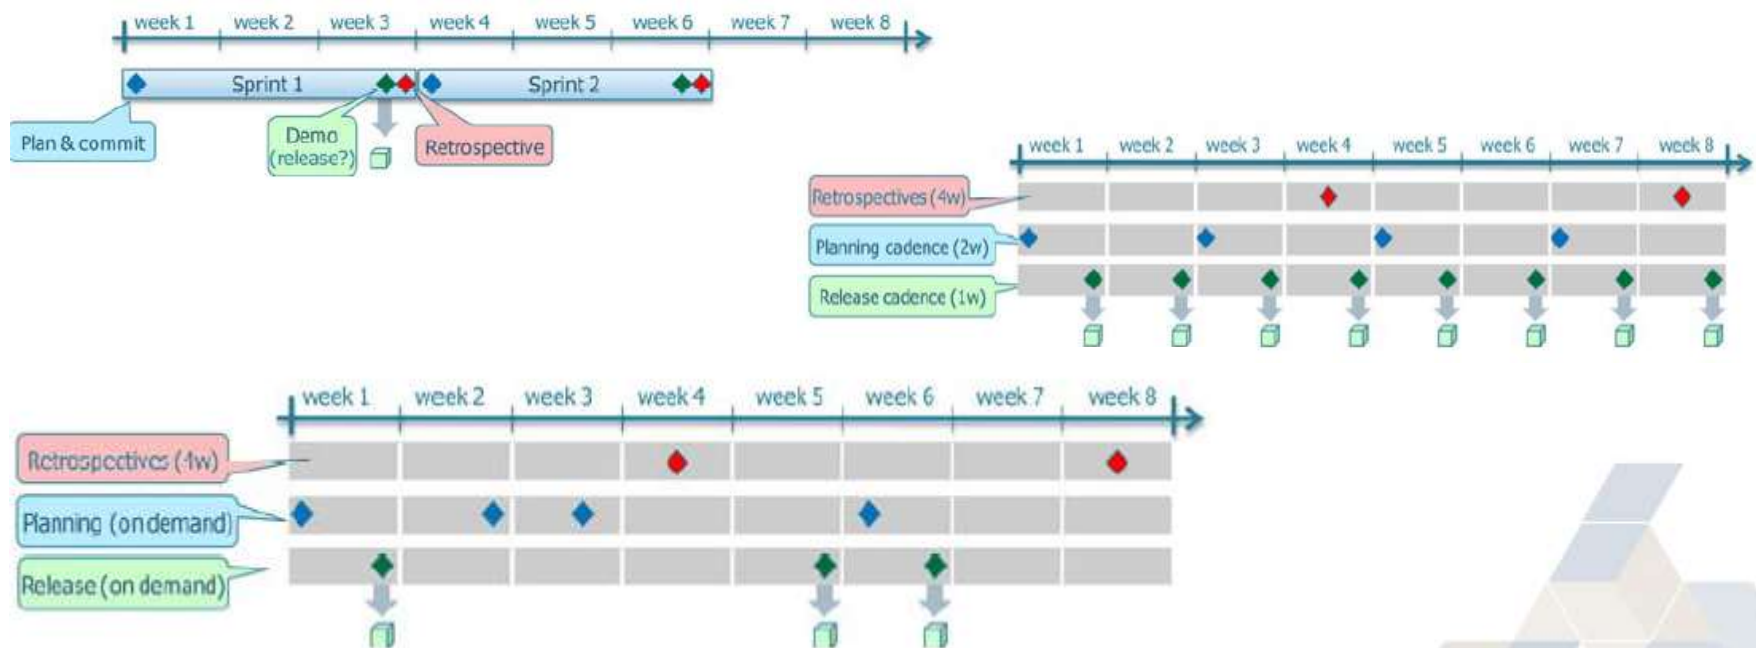 week 1 week 2 week 3 week 4 week 5 week 6 week 7 week 8
Sprint 1 Sprint 2
Plan & commit
Demo
(release?)
Retrospective
week 1 week 2 week 3 week 4 week 5 week 6 week 7 week 8
Retrospectives (4w)
Planning cadence (2w)
Release cadence (1w)
week 1 week 2 week 3 week 4 week 5 week 6 week 7 week 8
Retrospectives (4w)
Planning (on demand)
Release (on demand)